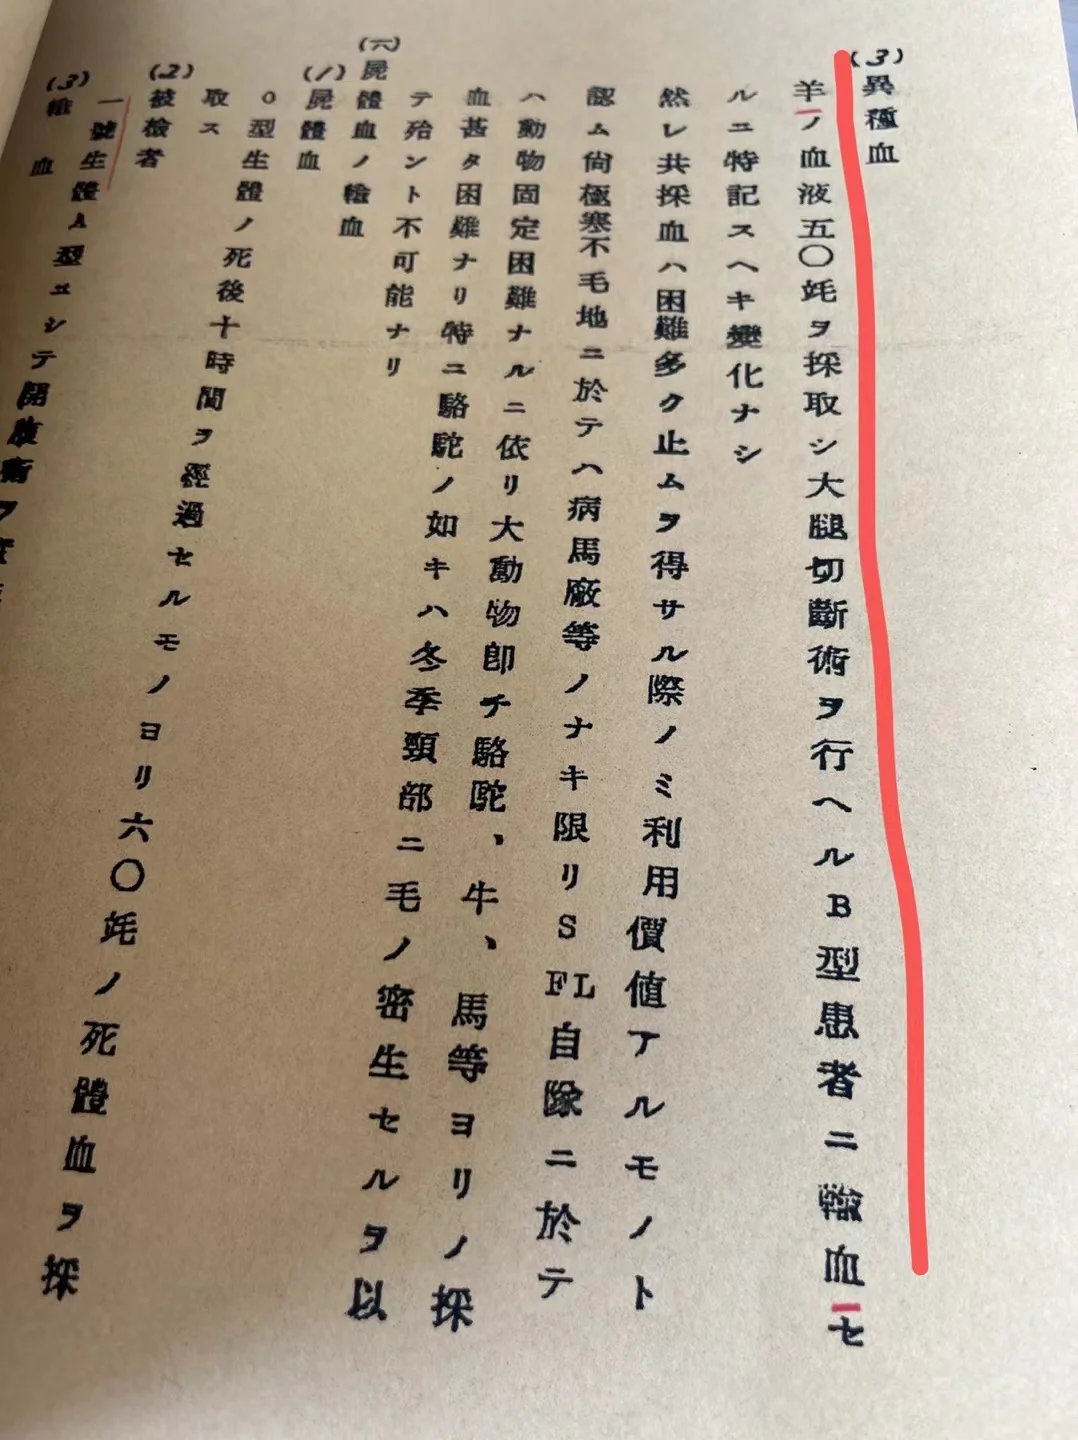 (3)異種血
羊ノ血液五〇竓ヲ採取シ大腿切斷術ヲ行ヘルB型患者ニ輸血セ
ルニ特記スヘキ變化ナシ
然レ共採血ハ困難多ク止ムヲ得サル際ノミ利用價値アルモノト
認ム尙極寒不毛地ニ於テハ病馬廠等ノナキ限リSFL自隊ニ於テ
ハ動物固定困難ナルニ依リ大動物卽チ駱駝、牛、馬等ヨリノ採
血甚タ困難ナリ特ニ駱駝ノ如キハ冬季頸部ニ毛ノ密生セルヲ以
テ殆ント不可能ナリ
(六)屍體血ノ輸血
(1)屍體血
O型生體ノ死後十時間ヲ經過セルモノヨリ六〇竓ノ死體血ヲ採
取ス
(2)被檢者
一號生體A型ニシテ開腹術ヲ
(3)輸血